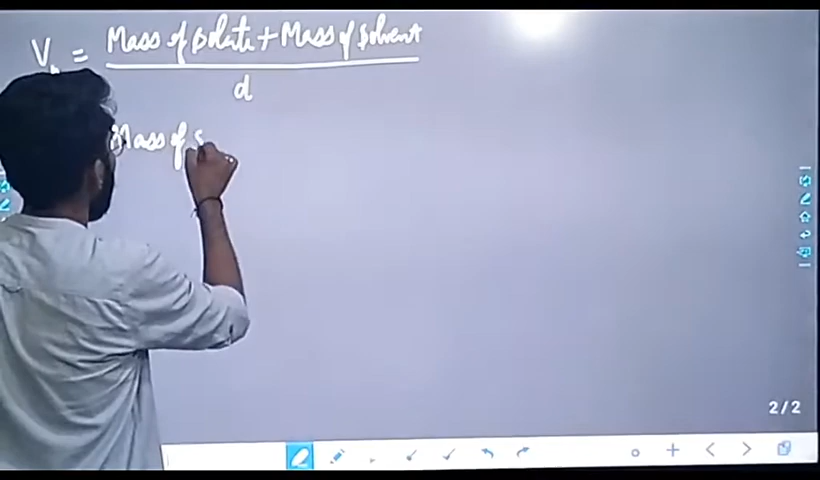 V = Mass of Solute + Mass of Solvent
d
Mass of S
2/2